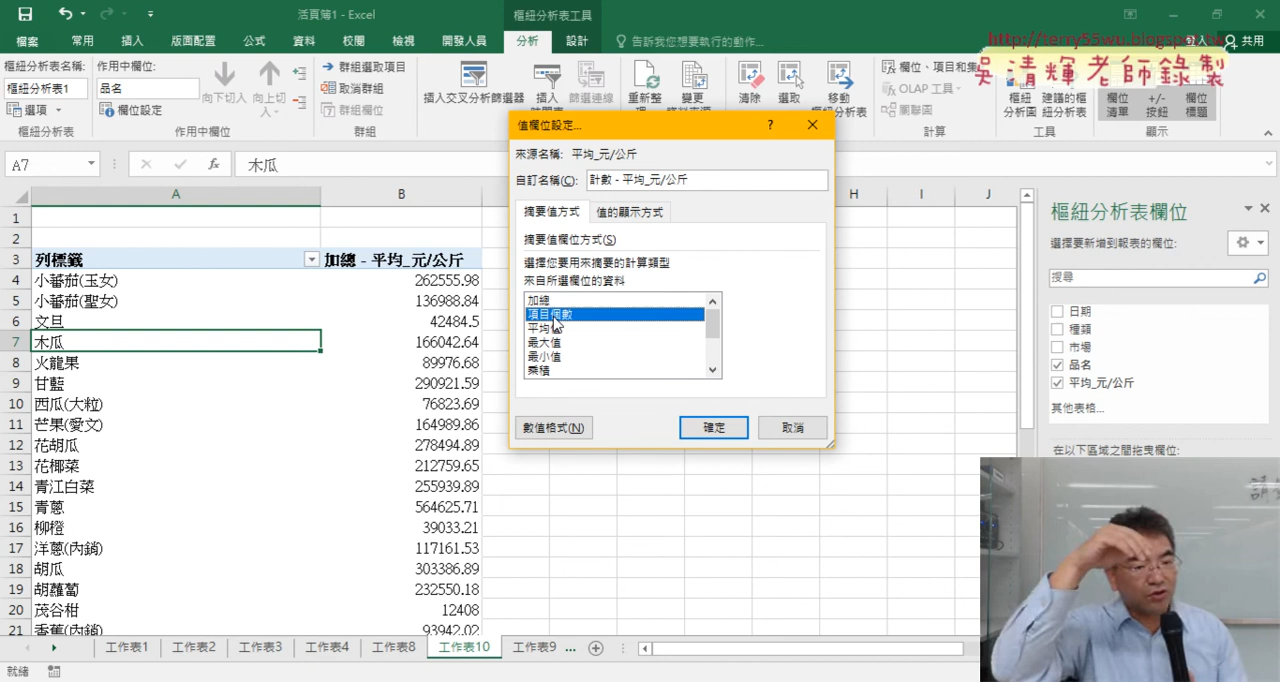 活頁簿1 - Excel
樞紐分析表工具
檔案 常用 插入 版面配置 公式 資料 校閱 檢視 開發人員 分析 設計 告訴我您想要執行的動作... 登入 共用
http://terry55wu.blogspot.tw
吳清輝老師錄製
樞紐分析表名稱: 作用中欄位:
樞紐分析表1 品名
選項 欄位設定
向下切入 向上切入
群組選取項目
取消群組
群組欄位
插入交叉分析篩選器 插入 篩選連線 重新整 變更 清除 選取 移動
欄位、項目和集
OLAP 工具
關聯圖
樞紐分析圖 建議的樞紐分析表
欄位清單 +/- 按鈕 欄位標題
樞紐分析表 作用中欄位 群組 計算 工具 顯示
A7 fx 木瓜
A B H I J
1
2
3 列標籤 加總 - 平均_元/公斤
4 小蕃茄(玉女) 262555.98
5 小蕃茄(聖女) 136988.84
6 文旦 42484.5
7 木瓜 166042.64
8 火龍果 89976.68
9 甘藍 290921.59
10 西瓜(大粒) 76823.69
11 芒果(愛文) 164989.86
12 花胡瓜 278494.89
13 花椰菜 212759.65
14 青江白菜 255939.89
15 青蔥 564625.71
16 柳橙 39033.21
17 洋蔥(內銷) 117161.53
18 胡瓜 303386.89
19 胡蘿蔔 232550.18
20 茂谷柑 12408
21 香蕉(內銷) 93942.02
值欄位設定... ?
來源名稱: 平均_元/公斤
自訂名稱(C): 計數 - 平均_元/公斤
摘要值方式 值的顯示方式
摘要值欄位方式(S)
選擇您要用來摘要的計算類型
來自所選欄位的資料
加總
項目個數
平均值
最大值
最小值
乘積
數值格式(N) 確定 取消
樞紐分析表欄位
選擇要新增到報表的欄位:
搜尋
日期
種類
市場
品名
平均_元/公斤
其他表格...
在以下區域之間拖曳欄位:
工作表1 工作表2 工作表3 工作表4 工作表8 工作表10 工作表9 ...
就緒